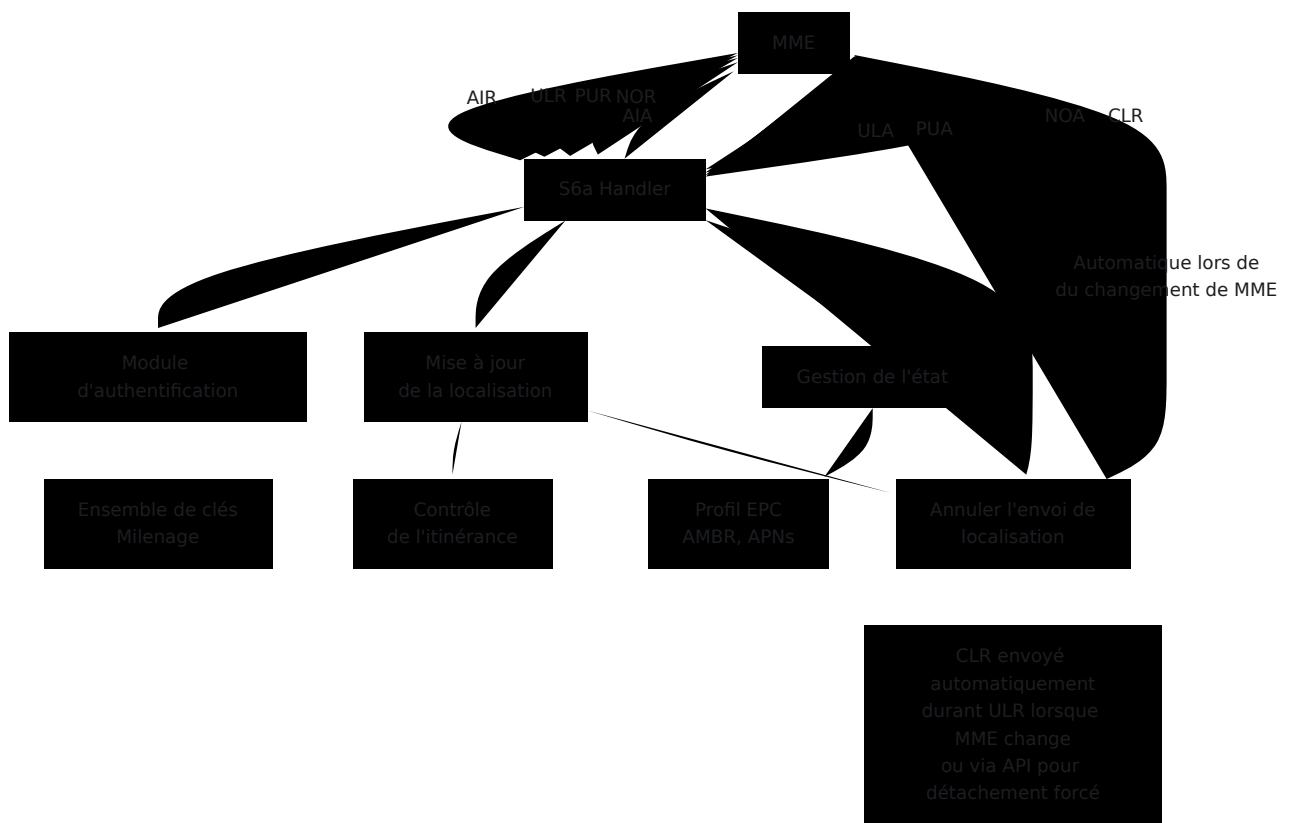 MME
AIR
ULR
PUR
NOR
AIA
ULA
PUA
NOA
CLR
S6a Handler
Automatique lors de
du changement de MME
Module
d'authentification
Mise à jour
de la localisation
Gestion de l'état
Ensemble de clés
Milenage
Contrôle
de l'itinérance
Profil EPC
AMBR, APNs
Annuler l'envoi de
localisation
CLR envoyé
automatiquement
durant ULR lorsque
MME change
ou via API pour
détachement forcé